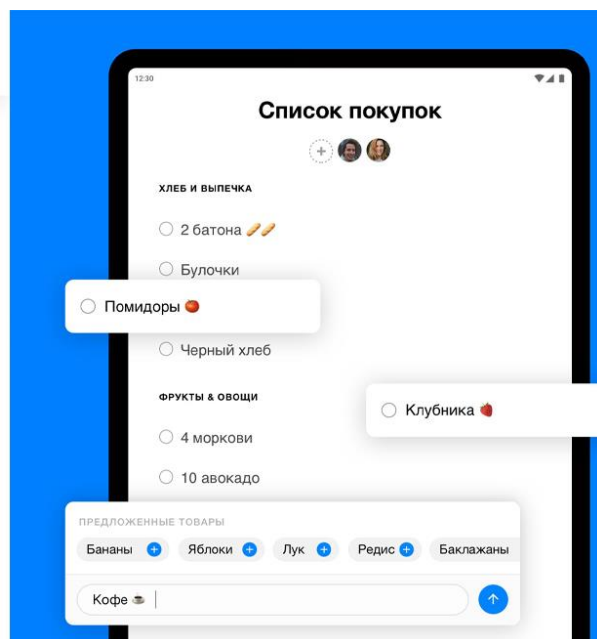 12:30
Список покупок
ХЛЕБ И ВЫПЕЧКА
2 батона 🥖🥖
Булочки
Помидоры 🍅
Черный хлеб
ФРУКТЫ & ОВОЩИ
Клубника 🍓
4 моркови
10 авокадо
ПРЕДЛОЖЕННЫЕ ТОВАРЫ
Бананы Яблоки Лук Редис Баклажаны
Кофе ☕